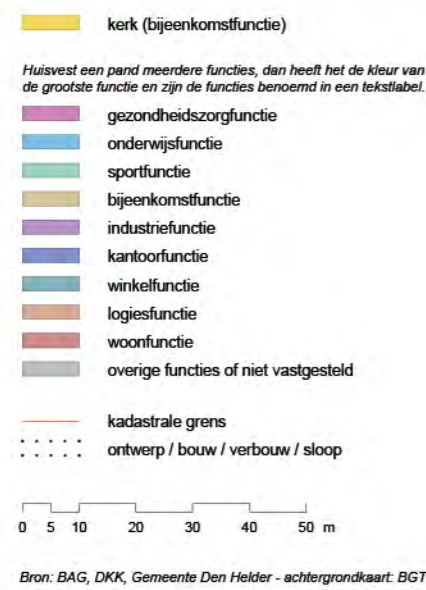 kerk (bijeenkomstfunctie)
Huisvest een pand meerdere functies, dan heeft het de kleur van
de grootste functie en zijn de functies benoemd in een tekstlabel.
gezondheidszorgfunctie
onderwijsfunctie
sportfunctie
bijeenkomstfunctie
industriefunctie
kantoorfunctie
winkelfunctie
logiesfunctie
woonfunctie
overige functies of niet vastgesteld
kadastrale grens
ontwerp / bouw / verbouw / sloop
0 5 10 20 30 40 50 m
Bron: BAG, DKK, Gemeente Den Helder - achtergrondkaart: BGT